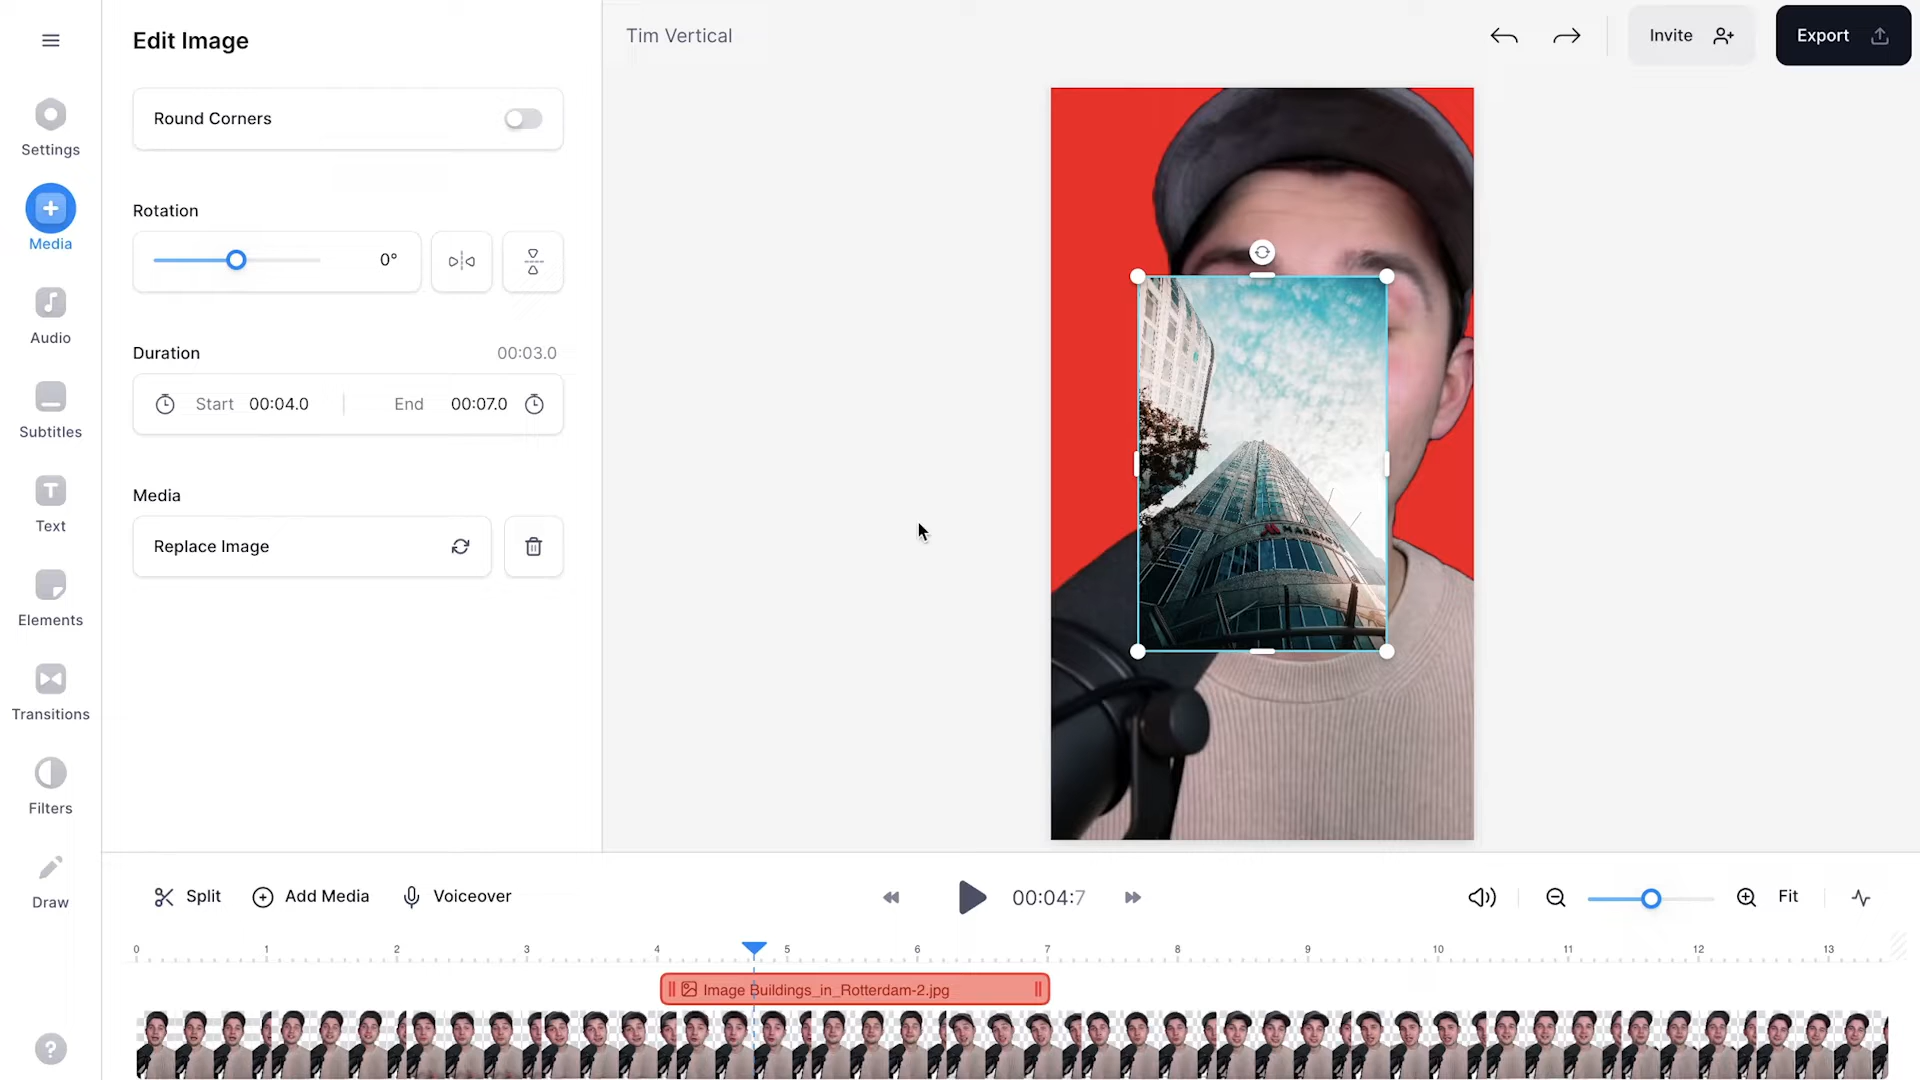 Edit Image
Tim Vertical
Invite
Export
Round Corners
Settings
Media
Rotation
0°
Audio
Duration
00:03.0
Start
00:04.0
End
00:07.0
Subtitles
Media
Text
Replace Image
Elements
Transitions
Filters
Draw
Split
Add Media
Voiceover
00:04:7
Fit
0 1 2 3 4 5 6 7 8 9 10 11 12 13
Image Buildings_in_Rotterdam-2.jpg
?